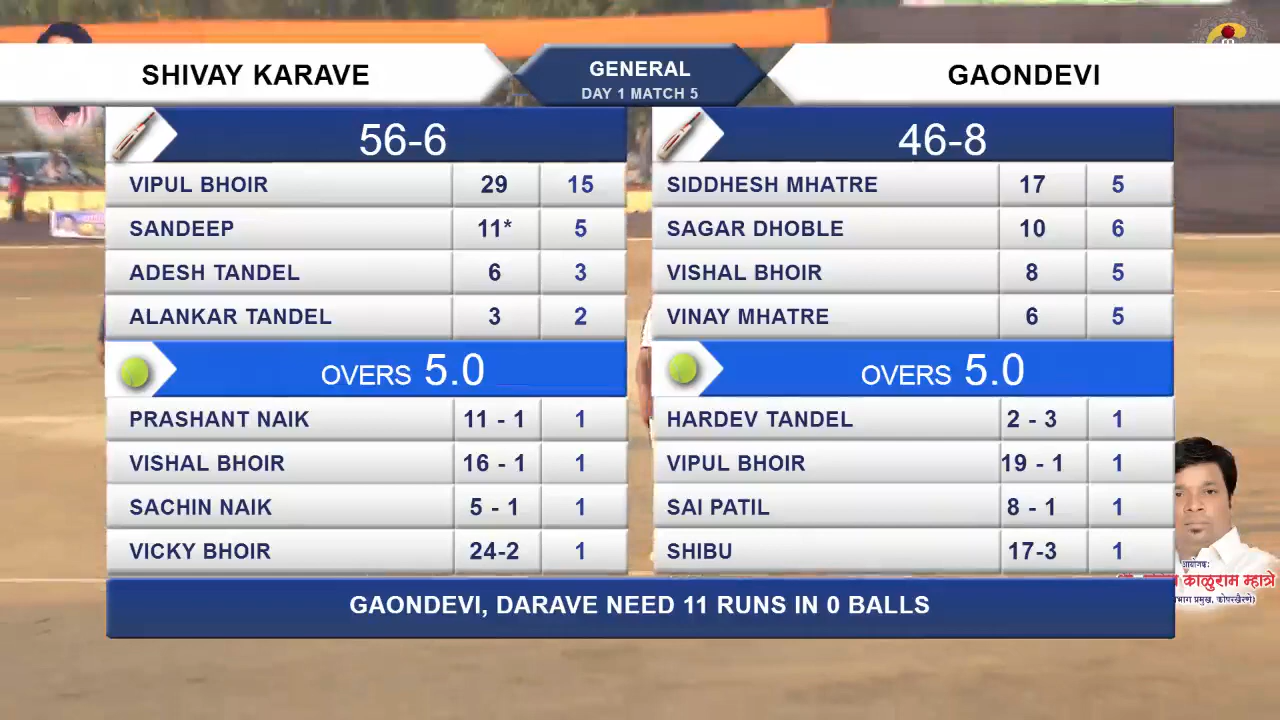 SHIVAY KARAVE
GENERAL
DAY 1 MATCH 5
GAONDEVI
56-6
VIPUL BHOIR 29 15
SANDEEP 11* 5
ADESH TANDEL 6 3
ALANKAR TANDEL 3 2
OVERS 5.0
PRASHANT NAIK 11 - 1 1
VISHAL BHOIR 16 - 1 1
SACHIN NAIK 5 - 1 1
VICKY BHOIR 24-2 1
46-8
SIDDHESH MHATRE 17 5
SAGAR DHOBLE 10 6
VISHAL BHOIR 8 5
VINAY MHATRE 6 5
OVERS 5.0
HARDEV TANDEL 2 - 3 1
VIPUL BHOIR 19 - 1 1
SAI PATIL 8 - 1 1
SHIBU 17-3 1
GAONDEVI, DARAVE NEED 11 RUNS IN 0 BALLS
काळुराम म्हात्रे
प्रमुख, कोपरखैरणे)